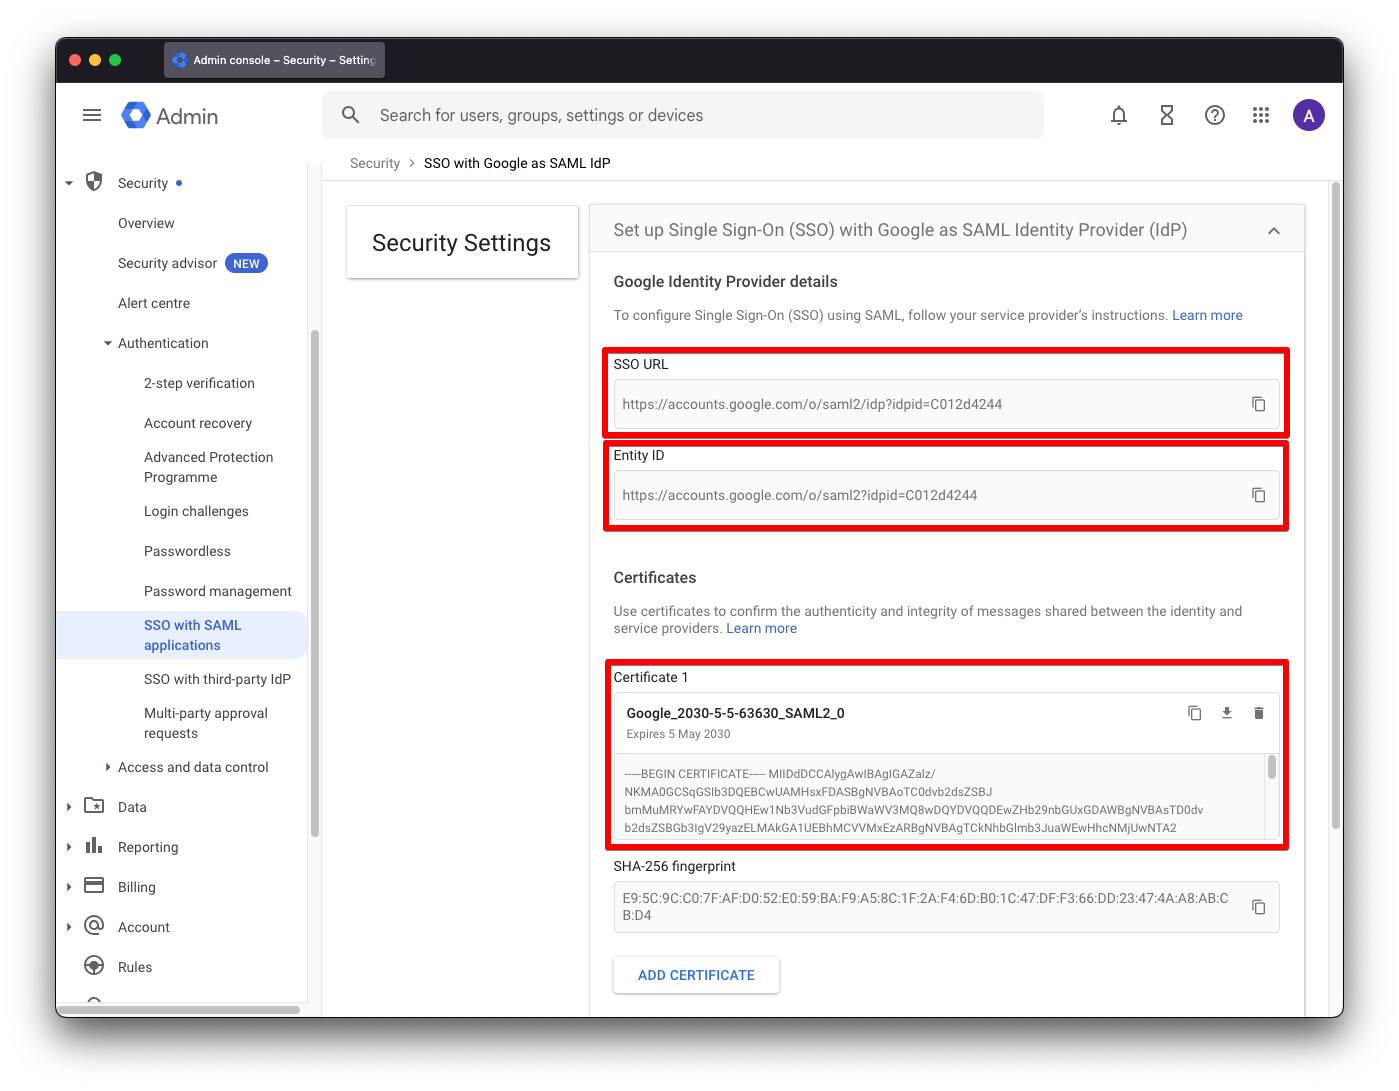 Admin console – Security – Setting
Admin
Search for users, groups, settings or devices
A
Security > SSO with Google as SAML IdP
Security
Overview
Security advisor NEW
Alert centre
Authentication
2-step verification
Account recovery
Advanced Protection
Programme
Login challenges
Passwordless
Password management
SSO with SAML
applications
SSO with third-party IdP
Multi-party approval
requests
Access and data control
Data
Reporting
Billing
Account
Rules
Security Settings
Set up Single Sign-On (SSO) with Google as SAML Identity Provider (IdP)
Google Identity Provider details
To configure Single Sign-On (SSO) using SAML, follow your service provider's instructions. Learn more
SSO URL
https://accounts.google.com/o/saml2/idp?idpid=C012d4244
Entity ID
https://accounts.google.com/o/saml2?idpid=C012d4244
Certificates
Use certificates to confirm the authenticity and integrity of messages shared between the identity and
service providers. Learn more
Certificate 1
Google_2030-5-5-63630_SAML2_0
Expires 5 May 2030
-----BEGIN CERTIFICATE----- MIIDdDCCAlygAwIBAgIGAZalz/
NKMA0GCSqGSIb3DQEBCwUAMHsxFDASBgNVBAoTC0dvb2dsZSBJ
bmMuMRYwFAYDVQQHEw1Nb3VudGFpbiBWaWV3MQ8wDQYDVQQDEwZHb29nbGUxGDAWBgNVBAsTD0dv
b2dsZSBGb3IgV29yazELMAkGA1UEBhMCVVMxEzARBgNVBAgTCkNhbGlmb3JuaWEwHhcNMjUwNTA2
SHA-256 fingerprint
E9:5C:9C:C0:7F:AF:D0:52:E0:59:BA:F9:A5:8C:1F:2A:F4:6D:B0:1C:47:DF:F3:66:DD:23:47:4A:A8:AB:C
B:D4
ADD CERTIFICATE